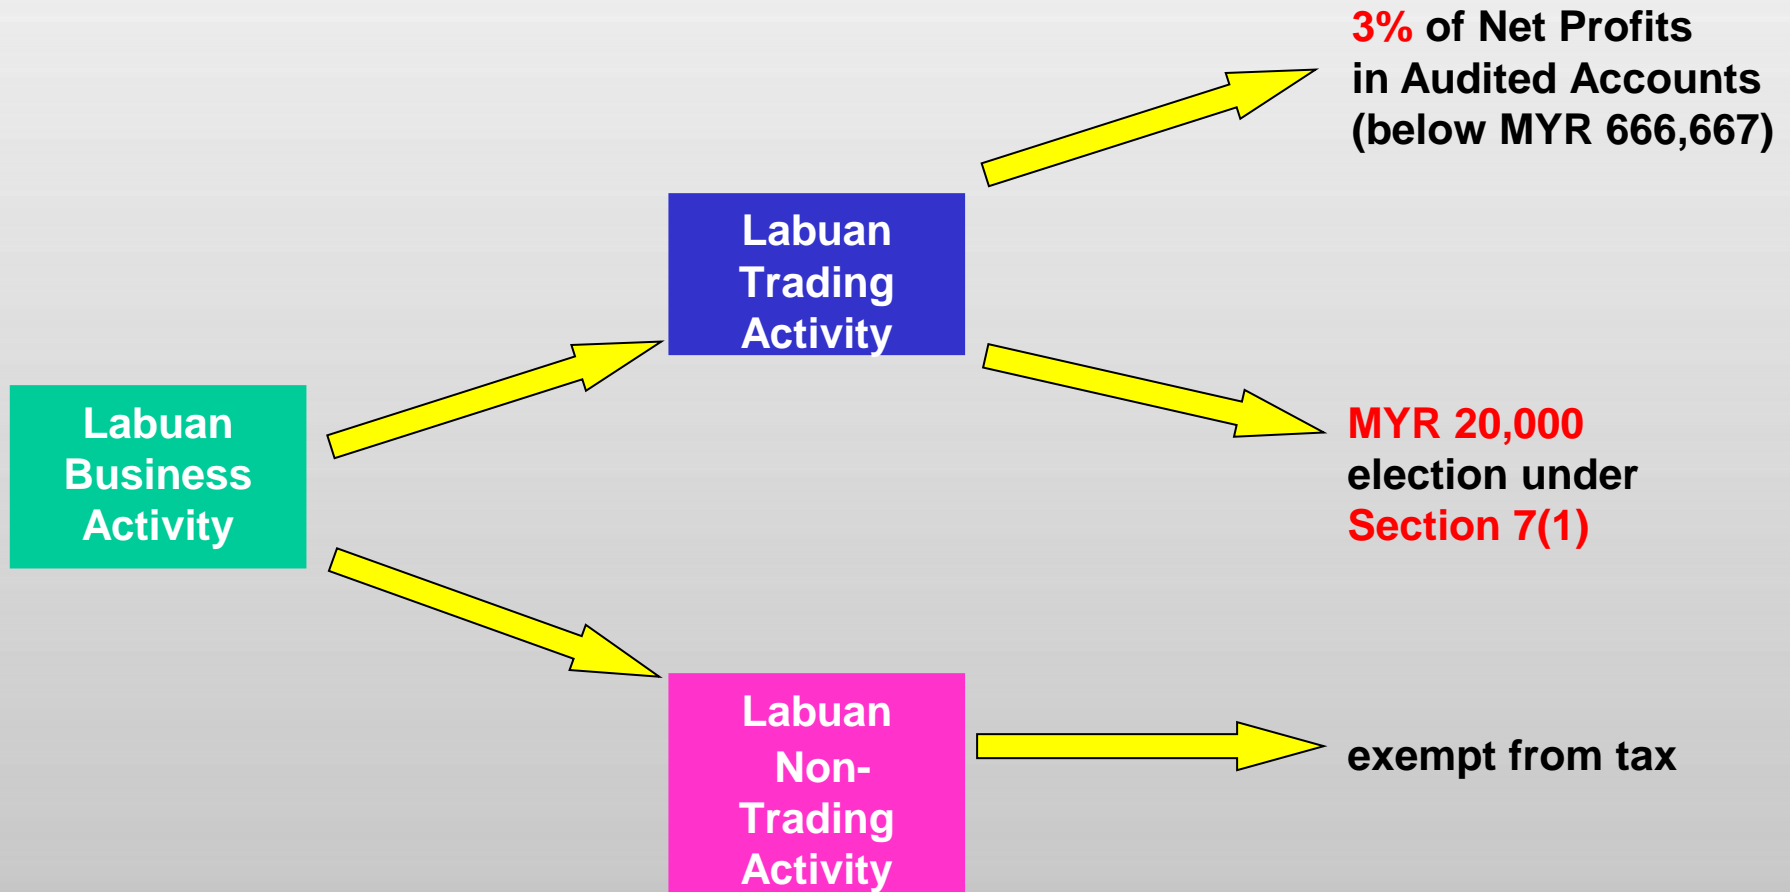 3% of Net Profits
in Audited Accounts
(below MYR 666,667)
Labuan
Trading
Activity
Labuan
Business
Activity
MYR 20,000
election under
Section 7(1)
Labuan
Non-
Trading
Activity
exempt from tax